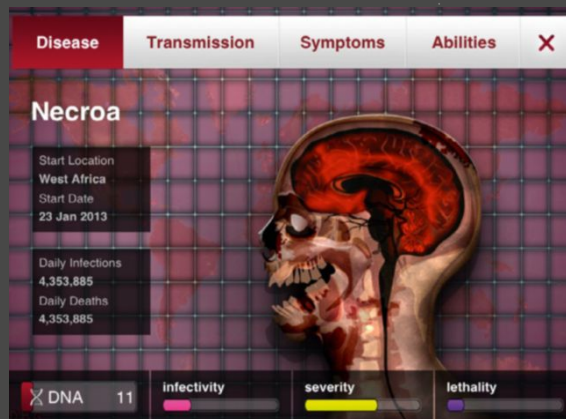 Disease Transmission Symptoms Abilities X
Necroa
Start Location
West Africa
Start Date
23 Jan 2013
Daily Infections
4,353,885
Daily Deaths
4,353,885
DNA 11 infectivity severity lethality